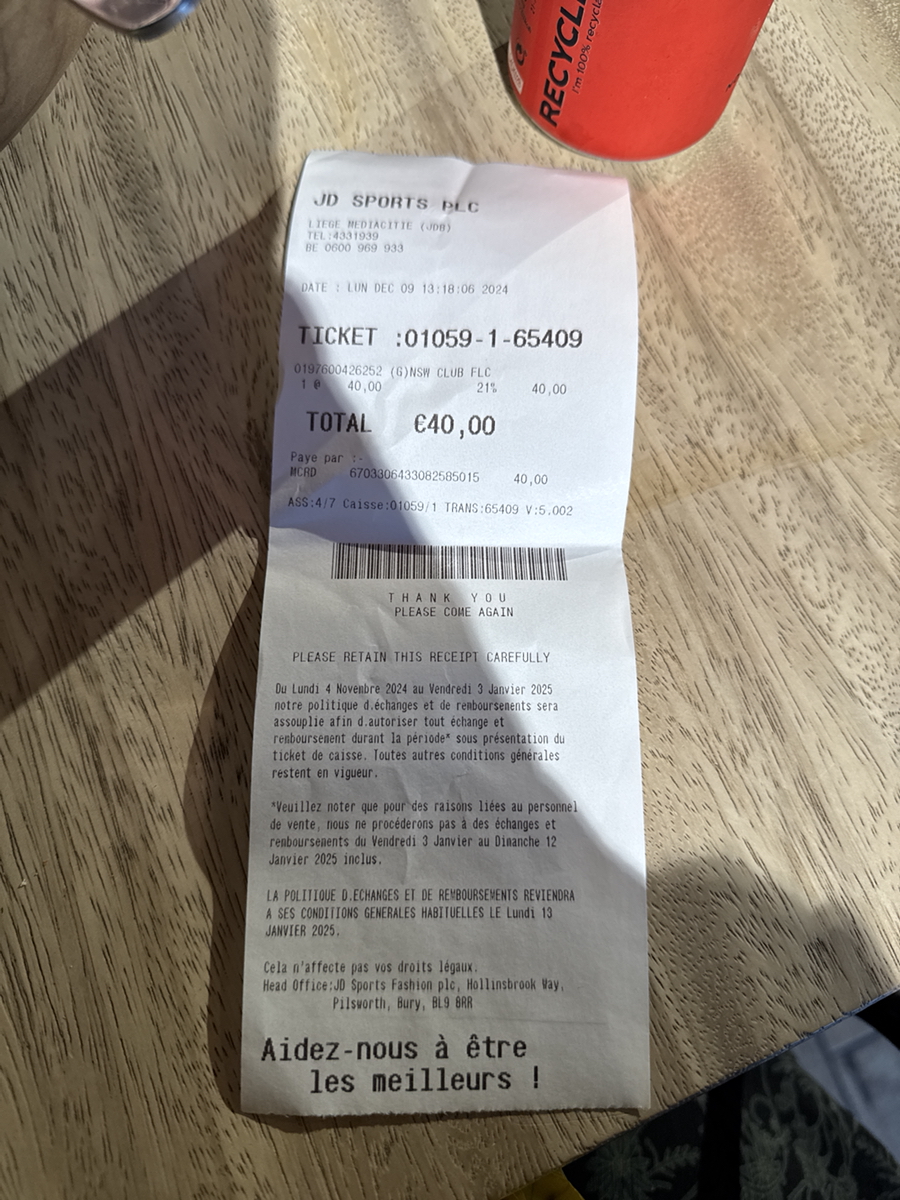 RECYCLE
I'm 100% recycla
JD SPORTS PLC
LIEGE MEDIACITIE (JDB)
TEL:4331939
BE 0600 969 933
DATE : LUN DEC 09 13:18:06 2024
TICKET :01059-1-65409
0197600426252 (G)NSW CLUB FLC
1 @ 40,00 21% 40,00
TOTAL €40,00
Paye par :-
MCRD 6703306433082585015 40,00
ASS:4/7 Caisse:01059/1 TRANS:65409 V:5.002
THANK YOU
PLEASE COME AGAIN
PLEASE RETAIN THIS RECEIPT CAREFULLY
Du Lundi 4 Novembre 2024 au Vendredi 3 Janvier 2025
notre politique d.échanges et de remboursements sera
assouplie afin d.autoriser tout échange et
remboursement durant la période* sous présentation du
ticket de caisse. Toutes autres conditions générales
restent en vigueur.
*Veuillez noter que pour des raisons liées au personnel
de vente, nous ne procéderons pas à des échanges et
remboursements du Vendredi 3 Janvier au Dimanche 12
Janvier 2025 inclus.
LA POLITIQUE D.ECHANGES ET DE REMBOURSEMENTS REVIENDRA
A SES CONDITIONS GENERALES HABITUELLES LE Lundi 13
JANVIER 2025.
Cela n'affecte pas vos droits légaux.
Head Office:JD Sports Fashion plc, Hollinsbrook Way,
Pilsworth, Bury, BL9 8RR
Aidez-nous à être
les meilleurs !